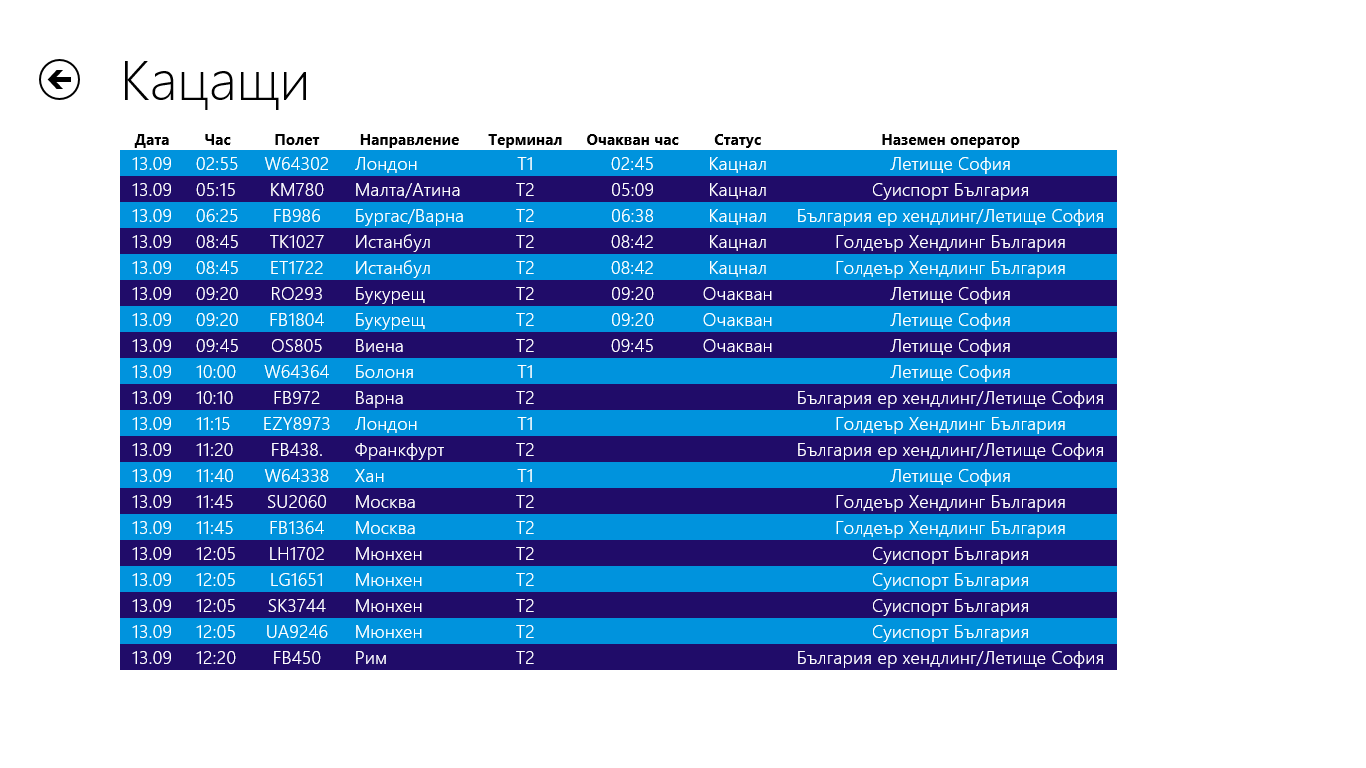 Кацащи
Дата Час Полет Направление Терминал Очакван час Статус Наземен оператор
13.09 02:55 W64302 Лондон T1 02:45 Кацнал Летище София
13.09 05:15 KM780 Малта/Атина T2 05:09 Кацнал Суиспорт България
13.09 06:25 FB986 Бургас/Варна T2 06:38 Кацнал България ер хендлинг/Летище София
13.09 08:45 TK1027 Истанбул T2 08:42 Кацнал Голдеър Хендлинг България
13.09 08:45 ET1722 Истанбул T2 08:42 Кацнал Голдеър Хендлинг България
13.09 09:20 RO293 Букурещ T2 09:20 Очакван Летище София
13.09 09:20 FB1804 Букурещ T2 09:20 Очакван Летище София
13.09 09:45 OS805 Виена T2 09:45 Очакван Летище София
13.09 10:00 W64364 Болоня T1 Летище София
13.09 10:10 FB972 Варна T2 България ер хендлинг/Летище София
13.09 11:15 EZY8973 Лондон T1 Голдеър Хендлинг България
13.09 11:20 FB438. Франкфурт T2 България ер хендлинг/Летище София
13.09 11:40 W64338 Хан T1 Летище София
13.09 11:45 SU2060 Москва T2 Голдеър Хендлинг България
13.09 11:45 FB1364 Москва T2 Голдеър Хендлинг България
13.09 12:05 LH1702 Мюнхен T2 Суиспорт България
13.09 12:05 LG1651 Мюнхен T2 Суиспорт България
13.09 12:05 SK3744 Мюнхен T2 Суиспорт България
13.09 12:05 UA9246 Мюнхен T2 Суиспорт България
13.09 12:20 FB450 Рим T2 България ер хендлинг/Летище София